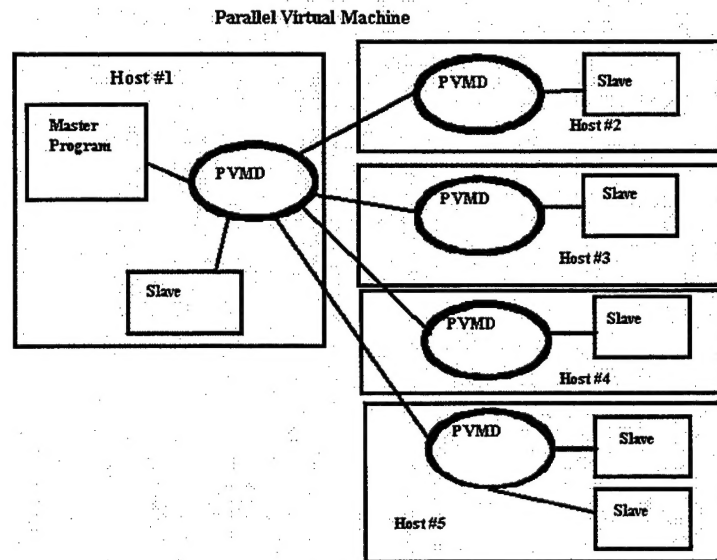 Parallel Virtual Machine
Host #1
Master
Program
PVMD
Slave
PVMD
Slave
Host #2
PVMD
Slave
Host #3
PVMD
Slave
Host #4
PVMD
Slave
Slave
Host #5